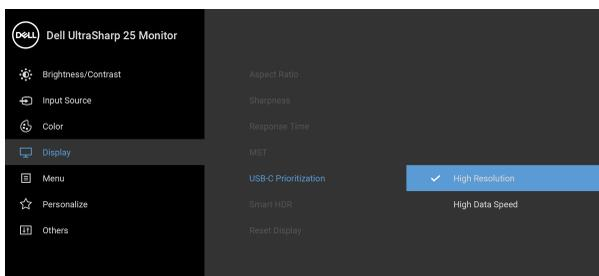 DELL
Dell UltraSharp 25 Monitor
Brightness/Contrast
Input Source
Color
Display
Menu
Personalize
Others
Aspect Ratio
Sharpness
Response Time
MST
USB-C Prioritization
Smart HDR
Reset Display
High Resolution
High Data Speed